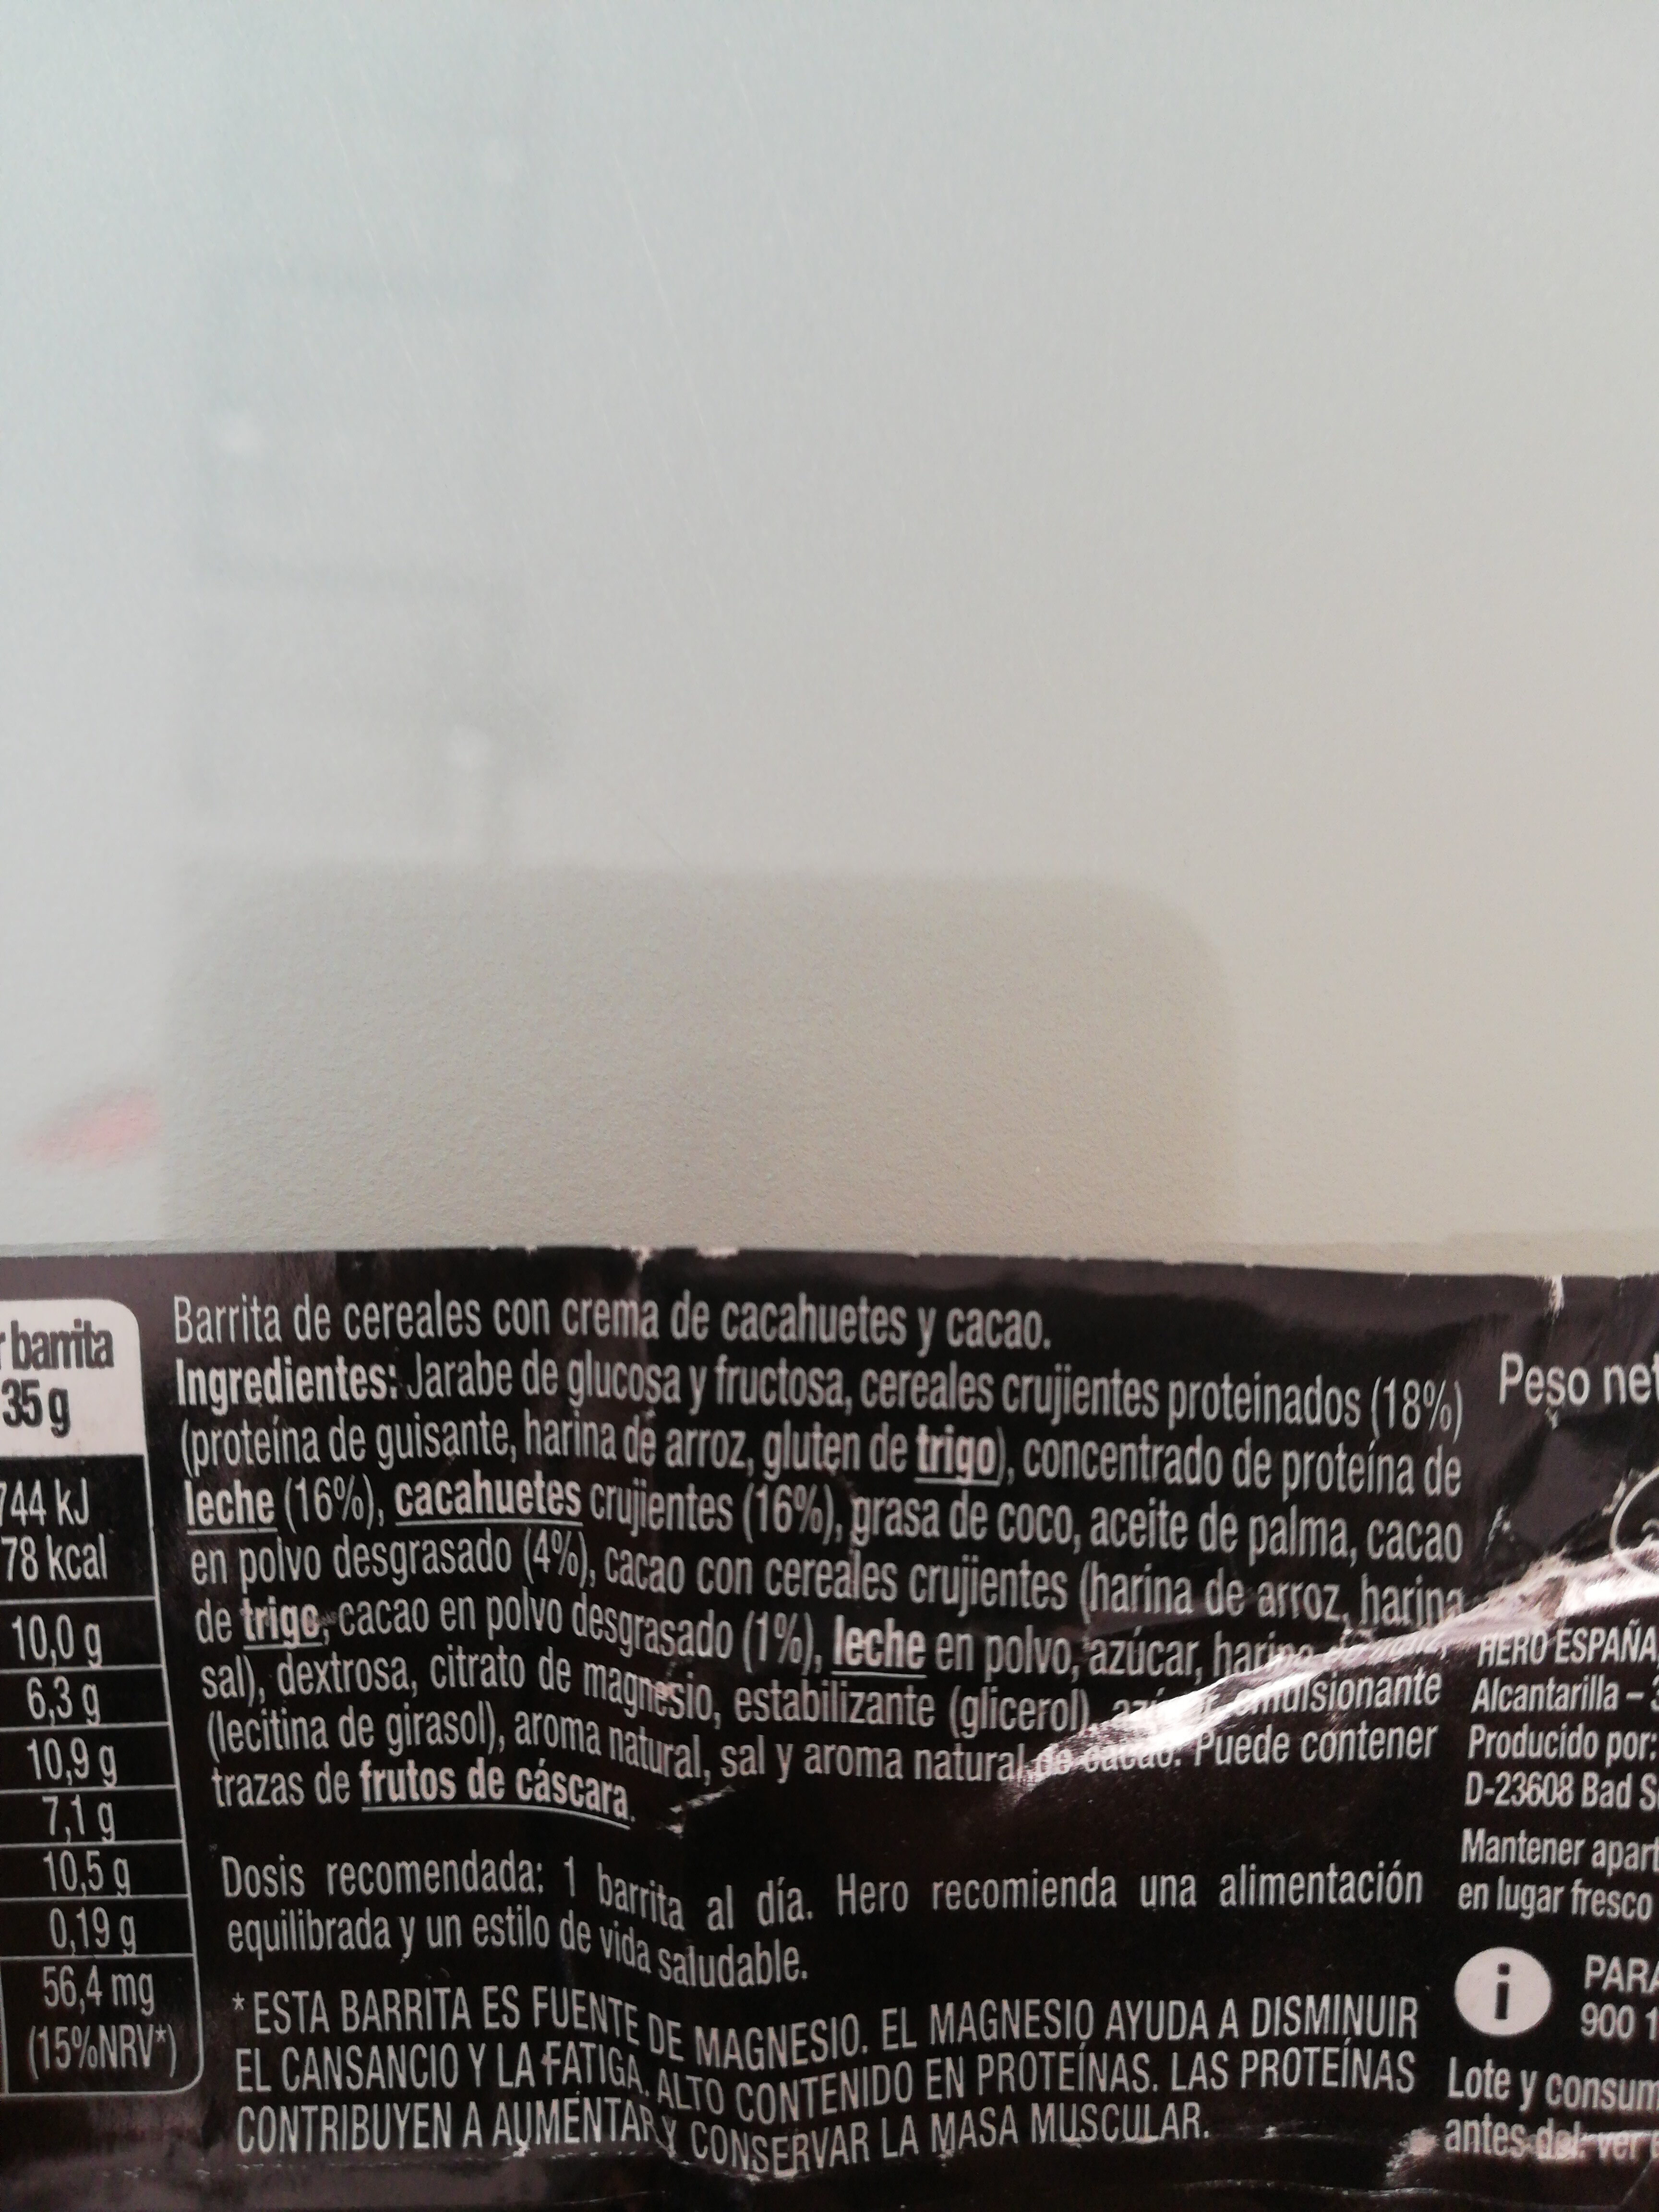 barrita
35 g
744 kJ
78 kcal
10,0 g
6,3 g
10,9 g
7,1 g
10,5 g
0,19 g
56,4 mg
(15%NRV*)
Barrita de cereales con crema de cacahuetes y cacao.
Ingredientes: Jarabe de glucosa y fructosa, cereales crujientes proteinados (18%)
(proteína de guisante, harina de arroz, gluten de trigo), concentrado de proteína de
leche (16%), cacahuetes crujientes (16%), grasa de coco, aceite de palma, cacao
en polvo desgrasado (4%), cacao con cereales crujientes (harina de arroz, harina
de trigo, cacao en polvo desgrasado (1%), leche en polvo, azúcar, harina
sal), dextrosa, citrato de magnesio, estabilizante (glicerol), emulsionante
(lecitina de girasol), aroma natural, sal y aroma natural de cacao. Puede contener
trazas de frutos de cáscara.
Dosis recomendada: 1 barrita al día. Hero recomienda una alimentación
equilibrada y un estilo de vida saludable.
* ESTA BARRITA ES FUENTE DE MAGNESIO. EL MAGNESIO AYUDA A DISMINUIR
EL CANSANCIO Y LA FATIGA. ALTO CONTENIDO EN PROTEÍNAS. LAS PROTEÍNAS
CONTRIBUYEN A AUMENTAR Y CONSERVAR LA MASA MUSCULAR.
Peso net
HERO ESPAÑA,
Alcantarilla – 3
Producido por:
D-23608 Bad S
Mantener apart
en lugar fresco
i
PARA
900 1
Lote y consum
antes del: ver